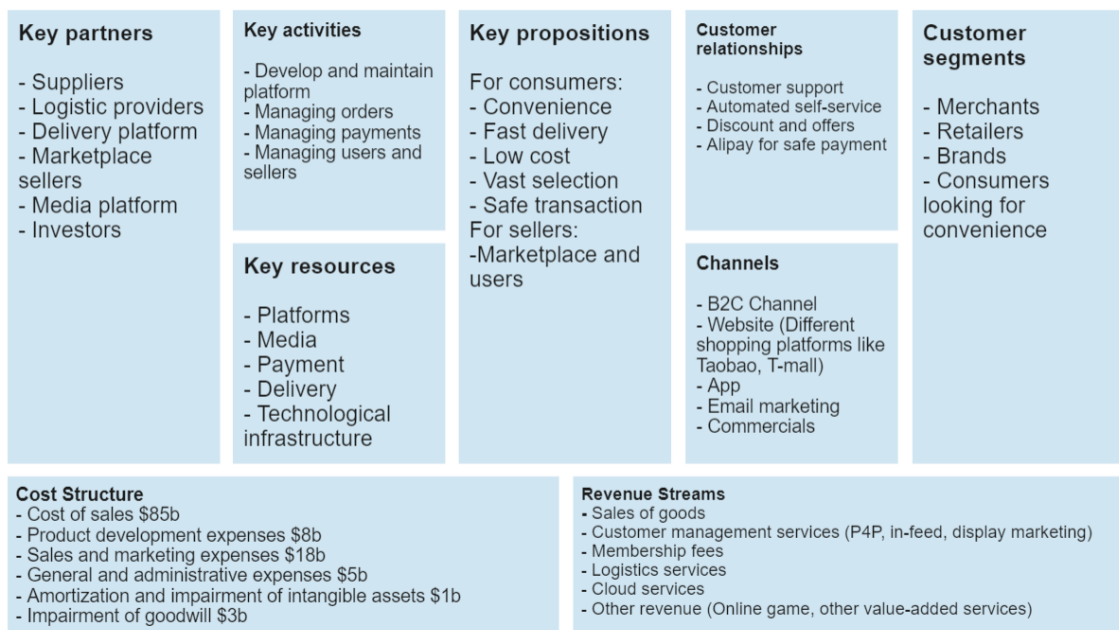 Key partners
- Suppliers
- Logistic providers
- Delivery platform
- Marketplace
sellers
- Media platform
- Investors
Key activities
- Develop and maintain
platform
- Managing orders
- Managing payments
- Managing users and
sellers
Key resources
- Platforms
- Media
- Payment
- Delivery
- Technological
infrastructure
Key propositions
For consumers:
- Convenience
- Fast delivery
- Low cost
- Vast selection
- Safe transaction
For sellers:
-Marketplace and
users
Customer
relationships
- Customer support
- Automated self-service
- Discount and offers
- Alipay for safe payment
Channels
- B2C Channel
- Website (Different
shopping platforms like
Taobao, T-mall)
- App
- Email marketing
- Commercials
Customer
segments
- Merchants
- Retailers
- Brands
- Consumers
looking for
convenience
Cost Structure
- Cost of sales $85b
- Product development expenses $8b
- Sales and marketing expenses $18b
- General and administrative expenses $5b
- Amortization and impairment of intangible assets $1b
- Impairment of goodwill $3b
Revenue Streams
- Sales of goods
- Customer management services (P4P, in-feed, display marketing)
- Membership fees
- Logistics services
- Cloud services
- Other revenue (Online game, other value-added services)